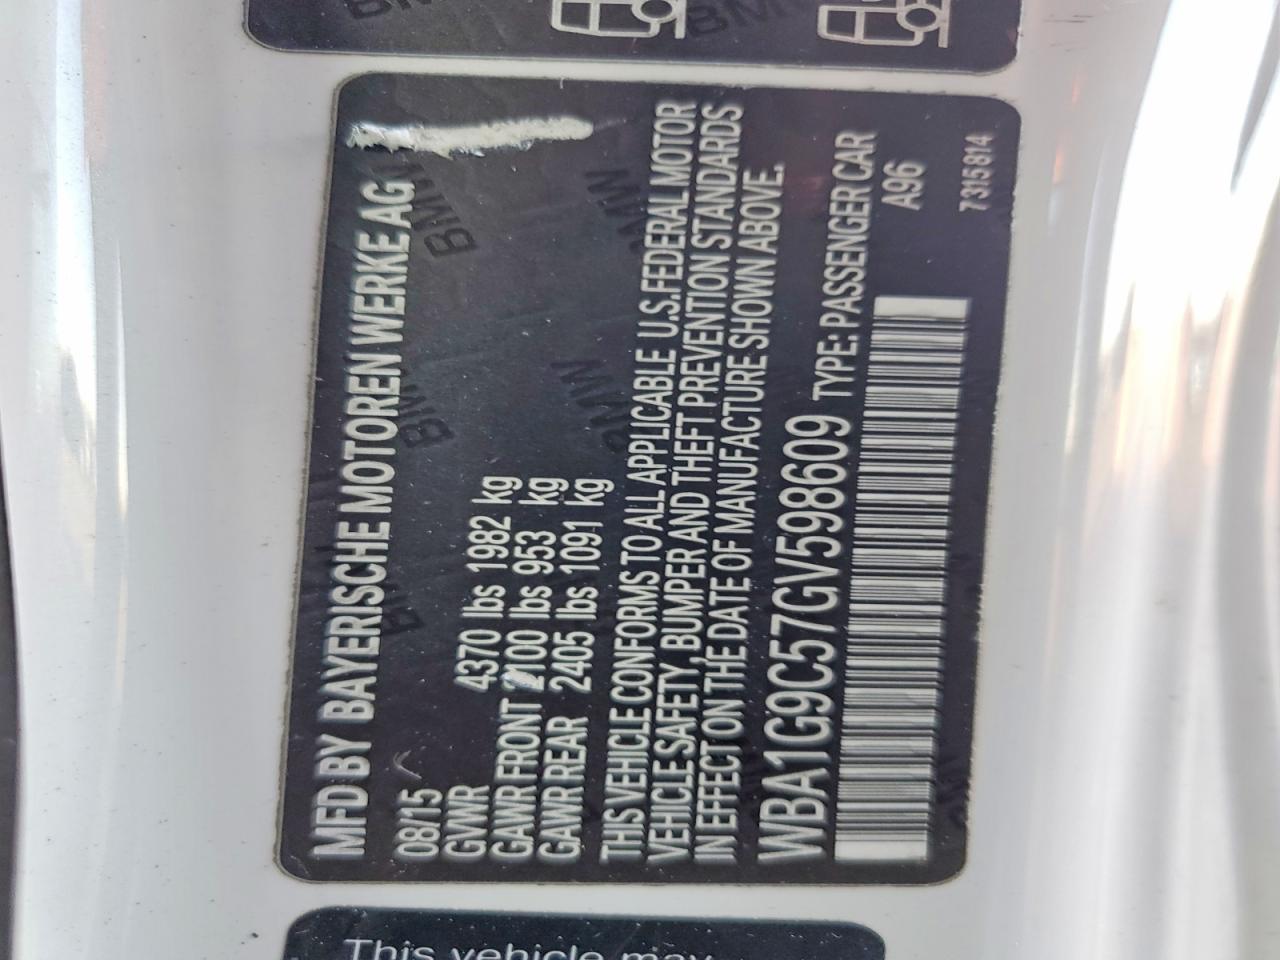 MFD BY BAYERISCHE MOTOREN WERKE AG
08/15
GVWR 4370 lbs 1982 kg
GAWR FRONT 2100 lbs 953 kg
GAWR REAR 2405 lbs 1091 kg
THIS VEHICLE CONFORMS TO ALL APPLICABLE U.S.FEDERAL MOTOR
VEHICLE SAFETY, BUMPER AND THEFT PREVENTION STANDARDS
IN EFFECT ON THE DATE OF MANUFACTURE SHOWN ABOVE.
WBA1G9C57GV598609 TYPE: PASSENGER CAR
A96
7 315 814
This vehicle may